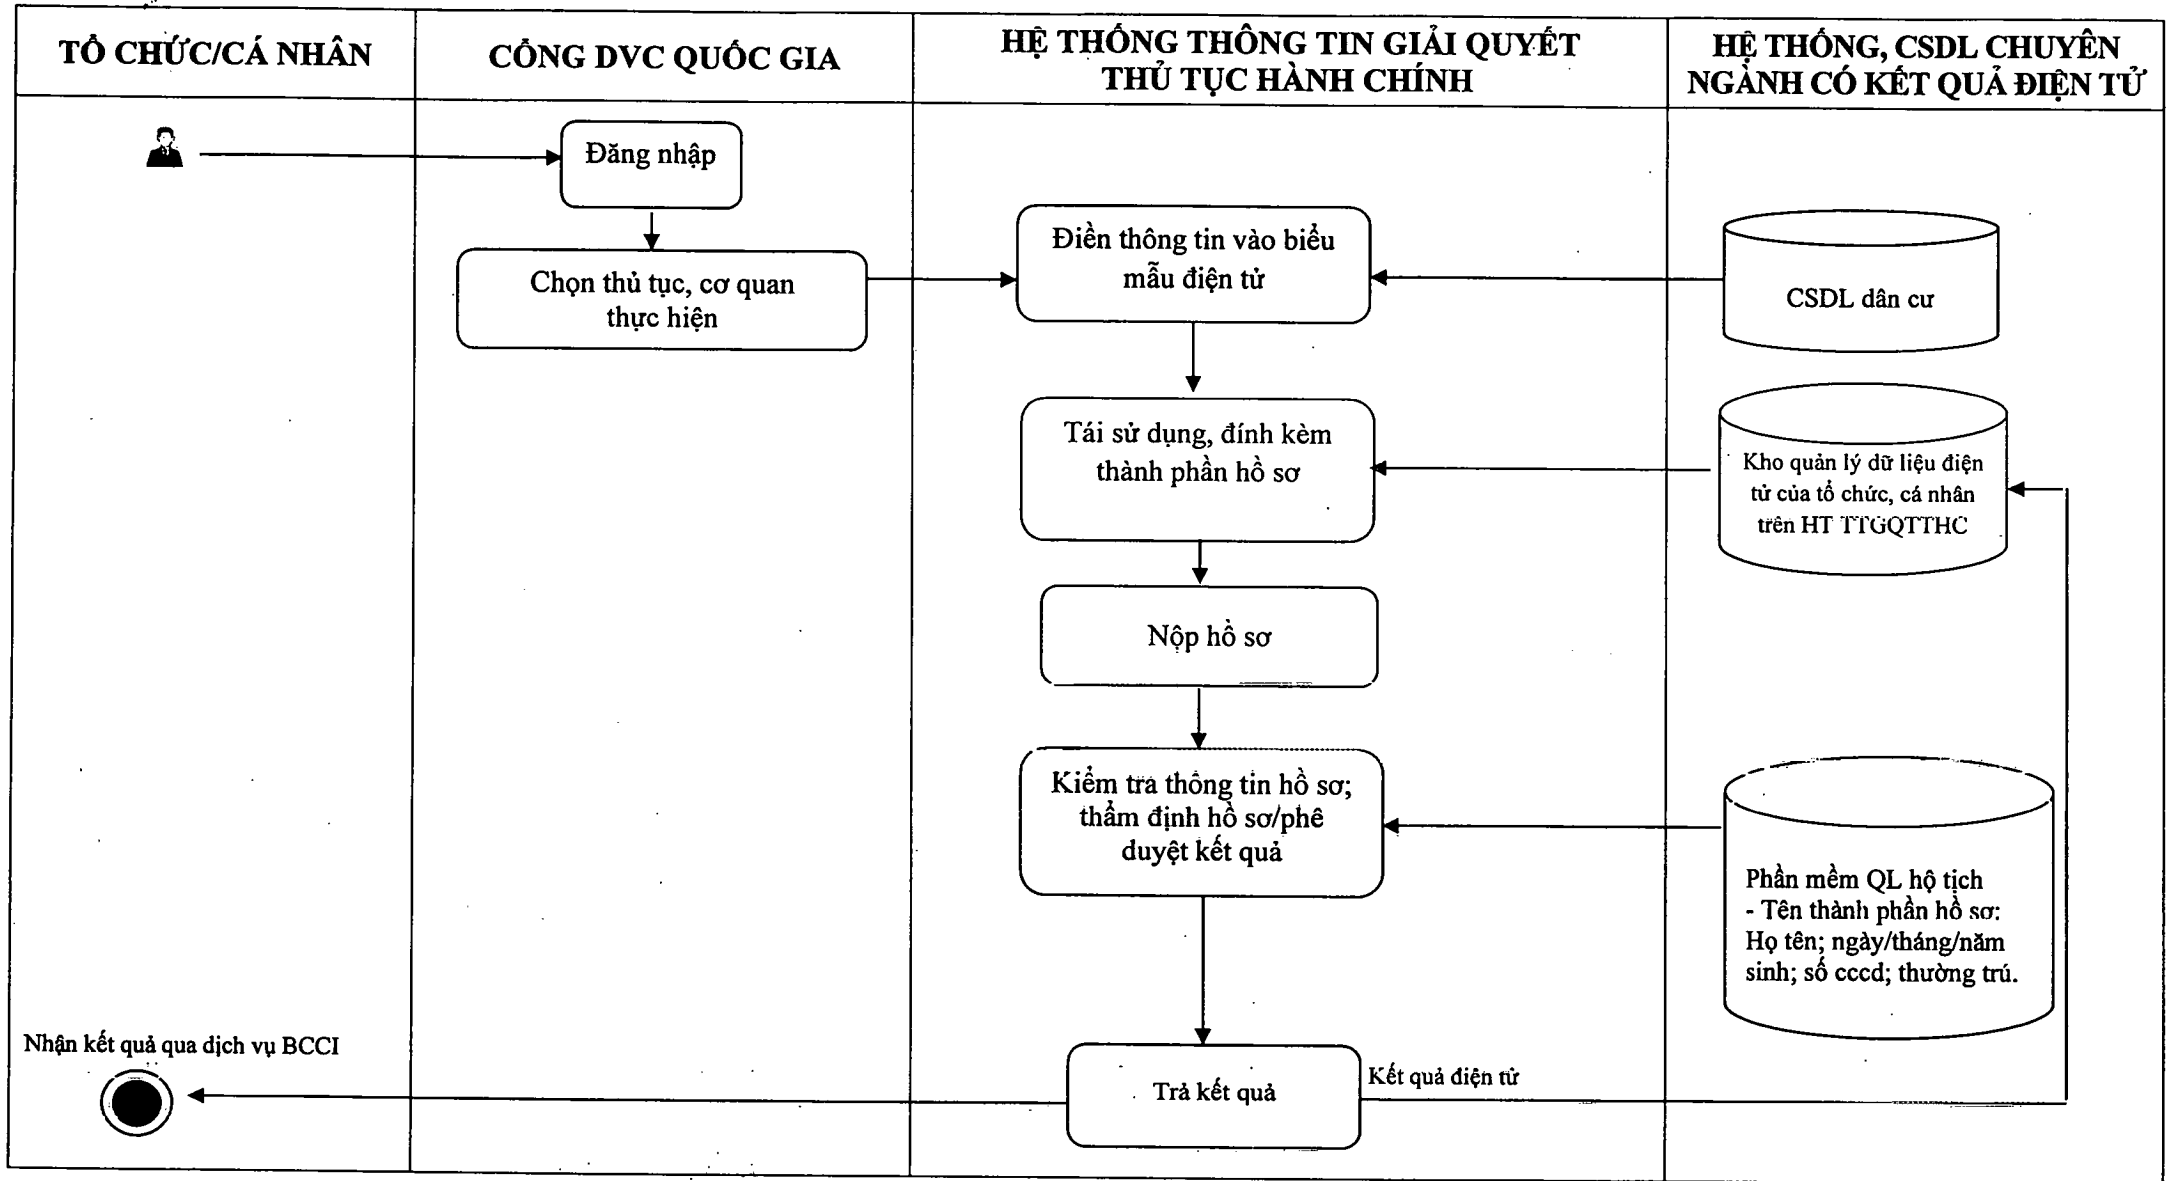 TỔ CHỨC/CÁ NHÂN
CỔNG DVC QUỐC GIA
HỆ THỐNG THÔNG TIN GIẢI QUYẾT
THỦ TỤC HÀNH CHÍNH
HỆ THỐNG, CSDL CHUYÊN
NGÀNH CÓ KẾT QUẢ ĐIỆN TỬ
Đăng nhập
Chọn thủ tục, cơ quan
thực hiện
Điền thông tin vào biểu
mẫu điện tử
CSDL dân cư
Tái sử dụng, đính kèm
thành phần hồ sơ
Kho quản lý dữ liệu điện
tử của tổ chức, cá nhân
trên HT TTGQTTHC
Nộp hồ sơ
Kiểm tra thông tin hồ sơ;
thẩm định hồ sơ/phê
duyệt kết quả
Phần mềm QL hộ tịch
- Tên thành phần hồ sơ:
Họ tên; ngày/tháng/năm
sinh; số cccd; thường trú.
Nhận kết quả qua dịch vụ BCCI
Trả kết quả
Kết quả điện tử